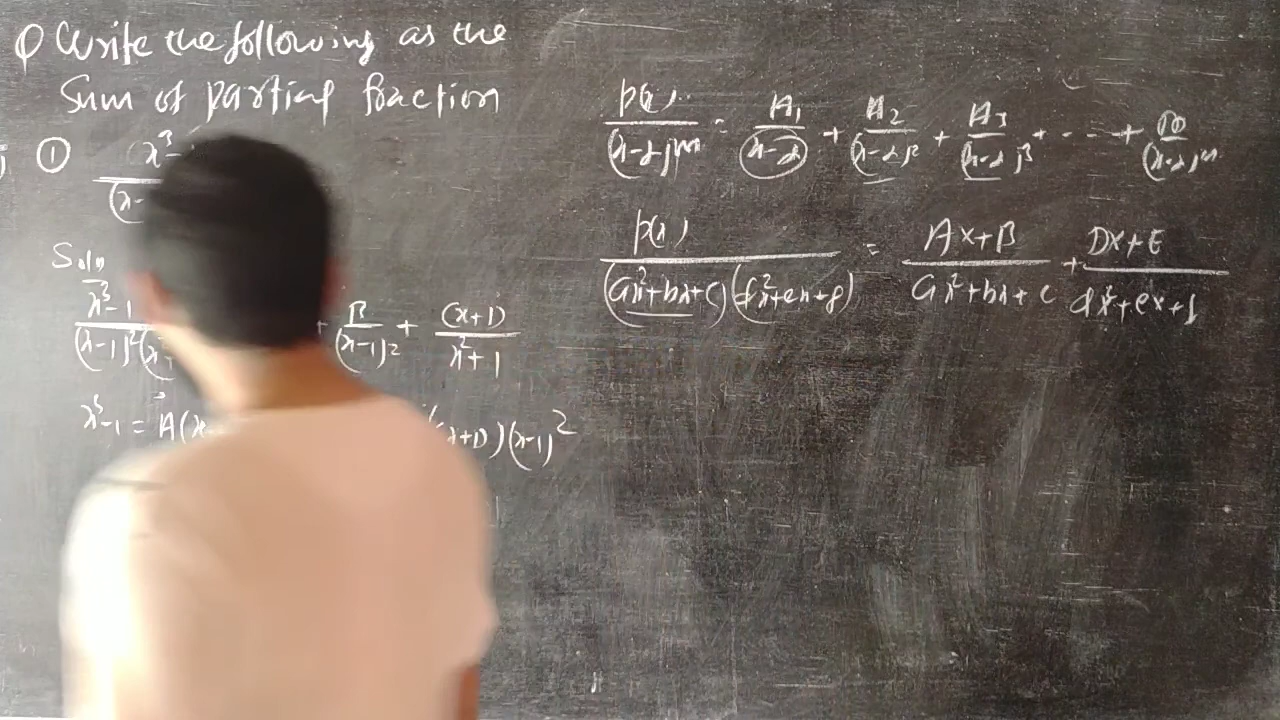 Q Write the following as the
Sum of partial fraction
① x³-
(x-
Soln
x³-1
(x-1)²(x² + B/(x-1)² + (x+1)/x²+1
x³-1 = A(x- x+D)(x-1)²
p(x)/(x-α)ᵐ = A₁/(x-α) + A₂/(x-α)² + A₃/(x-α)³ + --- + /(x-α)ᵐ
p(x)/(ax²+bx+c)(dx²+ex+f) = Ax+B/ax²+bx+c + Dx+E/dx²+ex+f